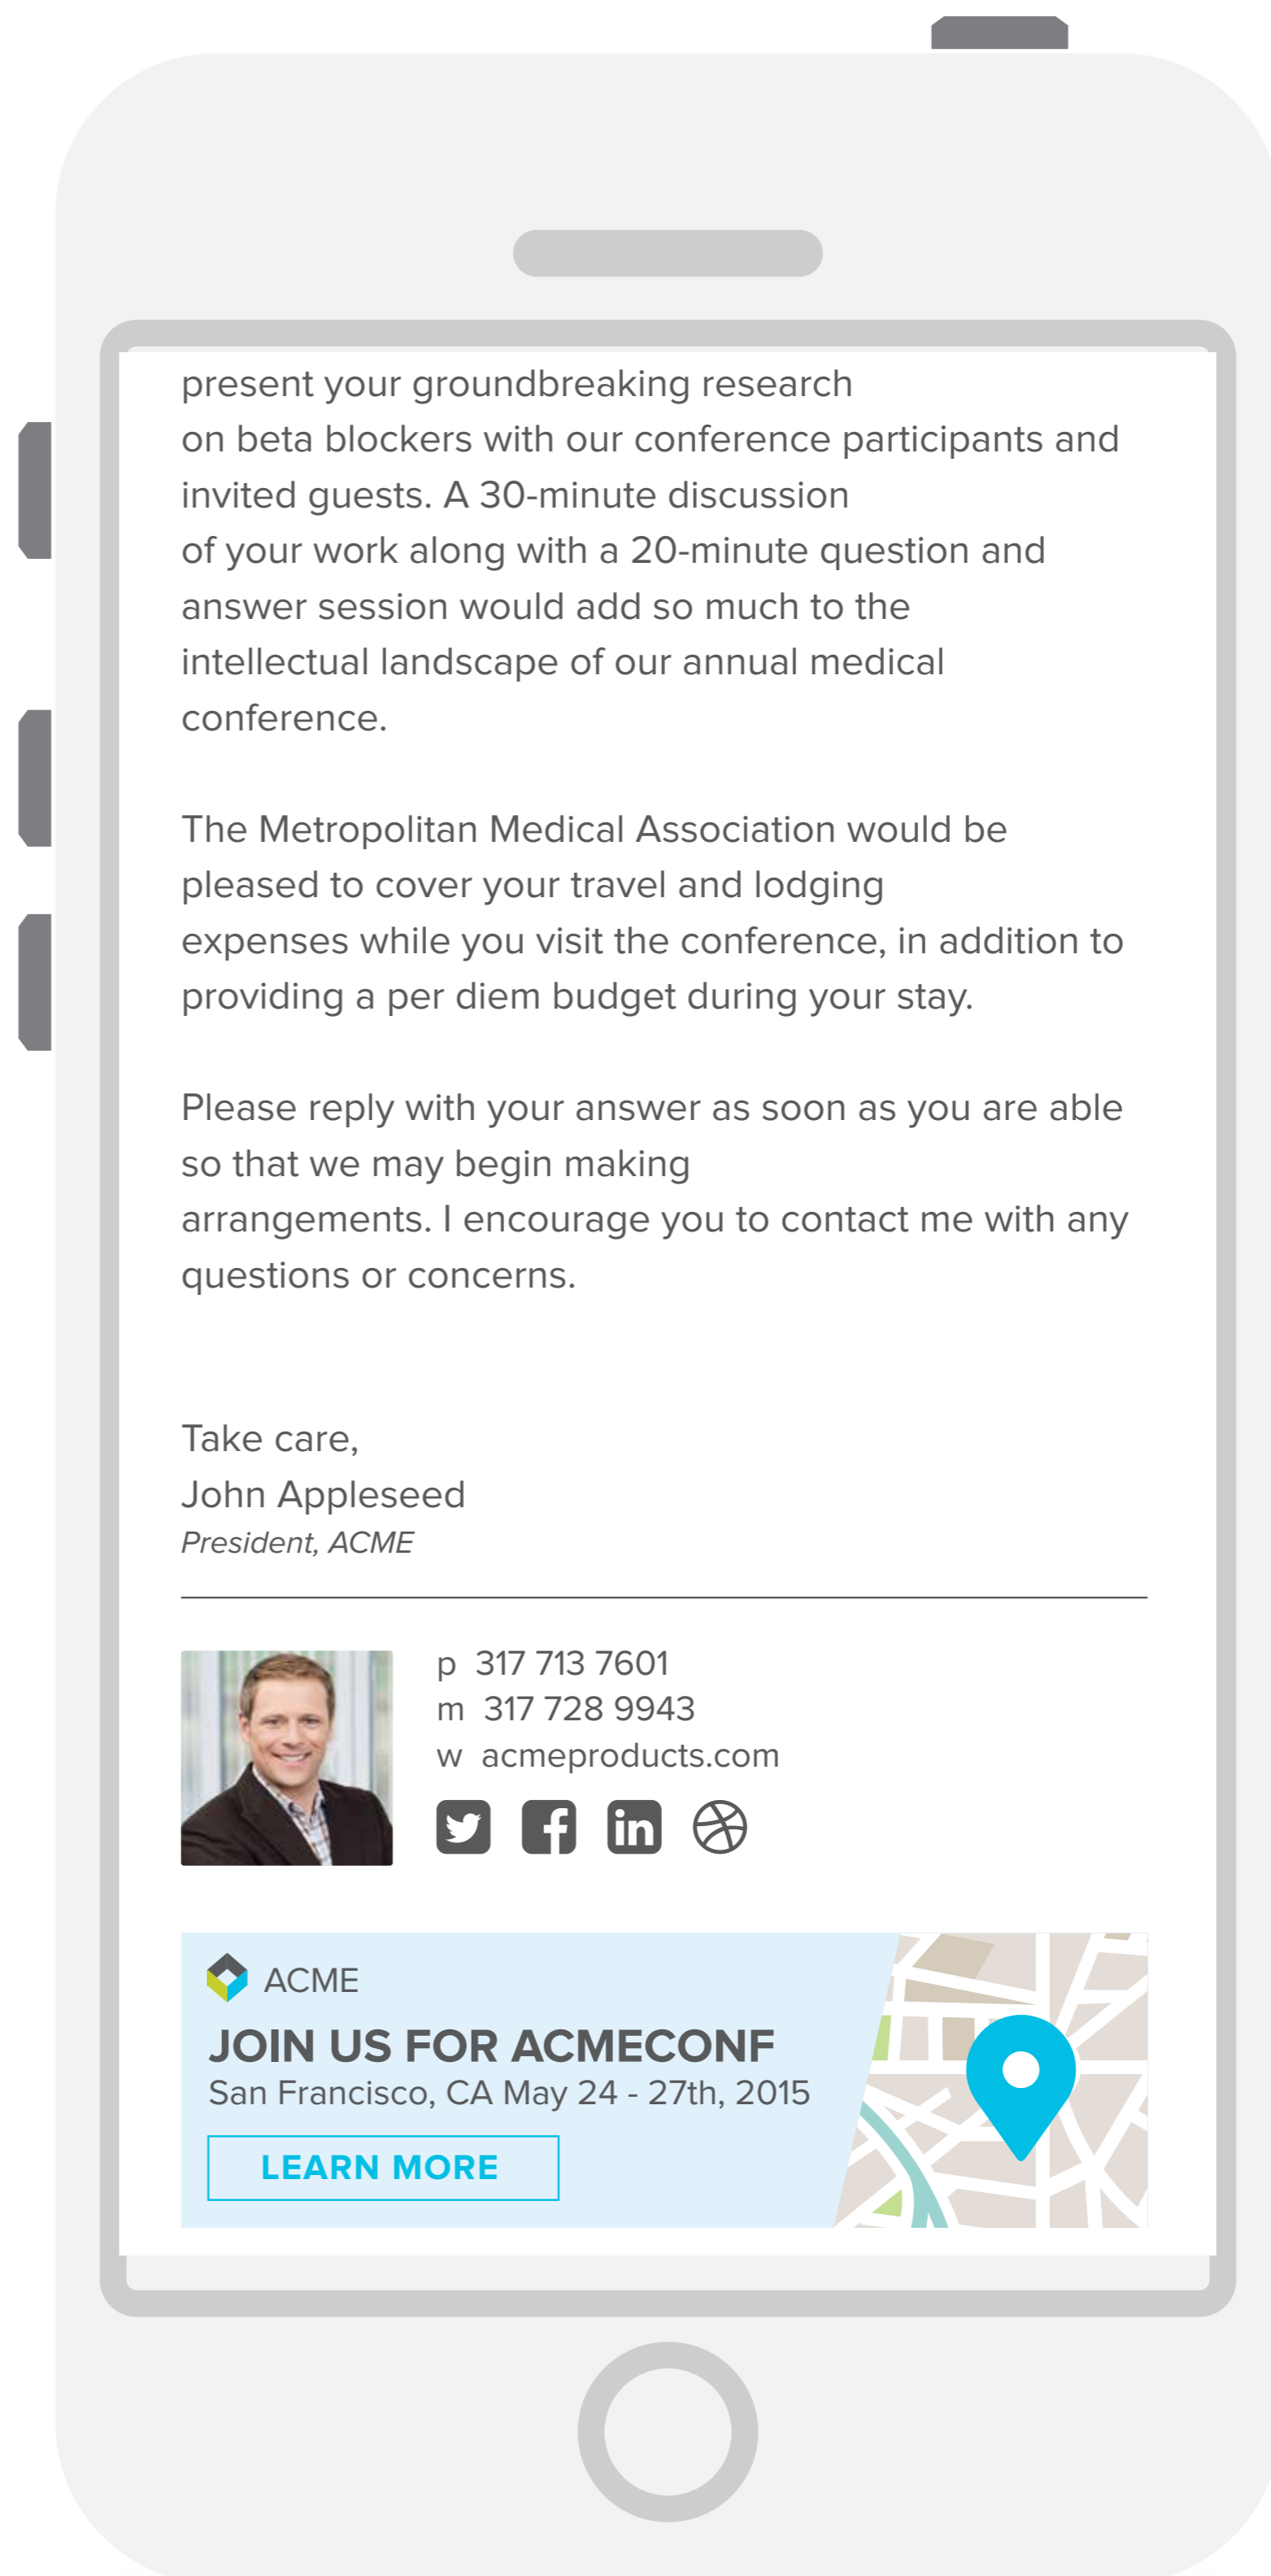 present your groundbreaking research
on beta blockers with our conference participants and
invited guests. A 30-minute discussion
of your work along with a 20-minute question and
answer session would add so much to the
intellectual landscape of our annual medical
conference.
The Metropolitan Medical Association would be
pleased to cover your travel and lodging
expenses while you visit the conference, in addition to
providing a per diem budget during your stay.
Please reply with your answer as soon as you are able
so that we may begin making
arrangements. I encourage you to contact me with any
questions or concerns.
Take care,
John Appleseed
President, ACME
p 317 713 7601
m 317 728 9943
w acmeproducts.com
ACME
JOIN US FOR ACMECONF
San Francisco, CA May 24 - 27th, 2015
LEARN MORE